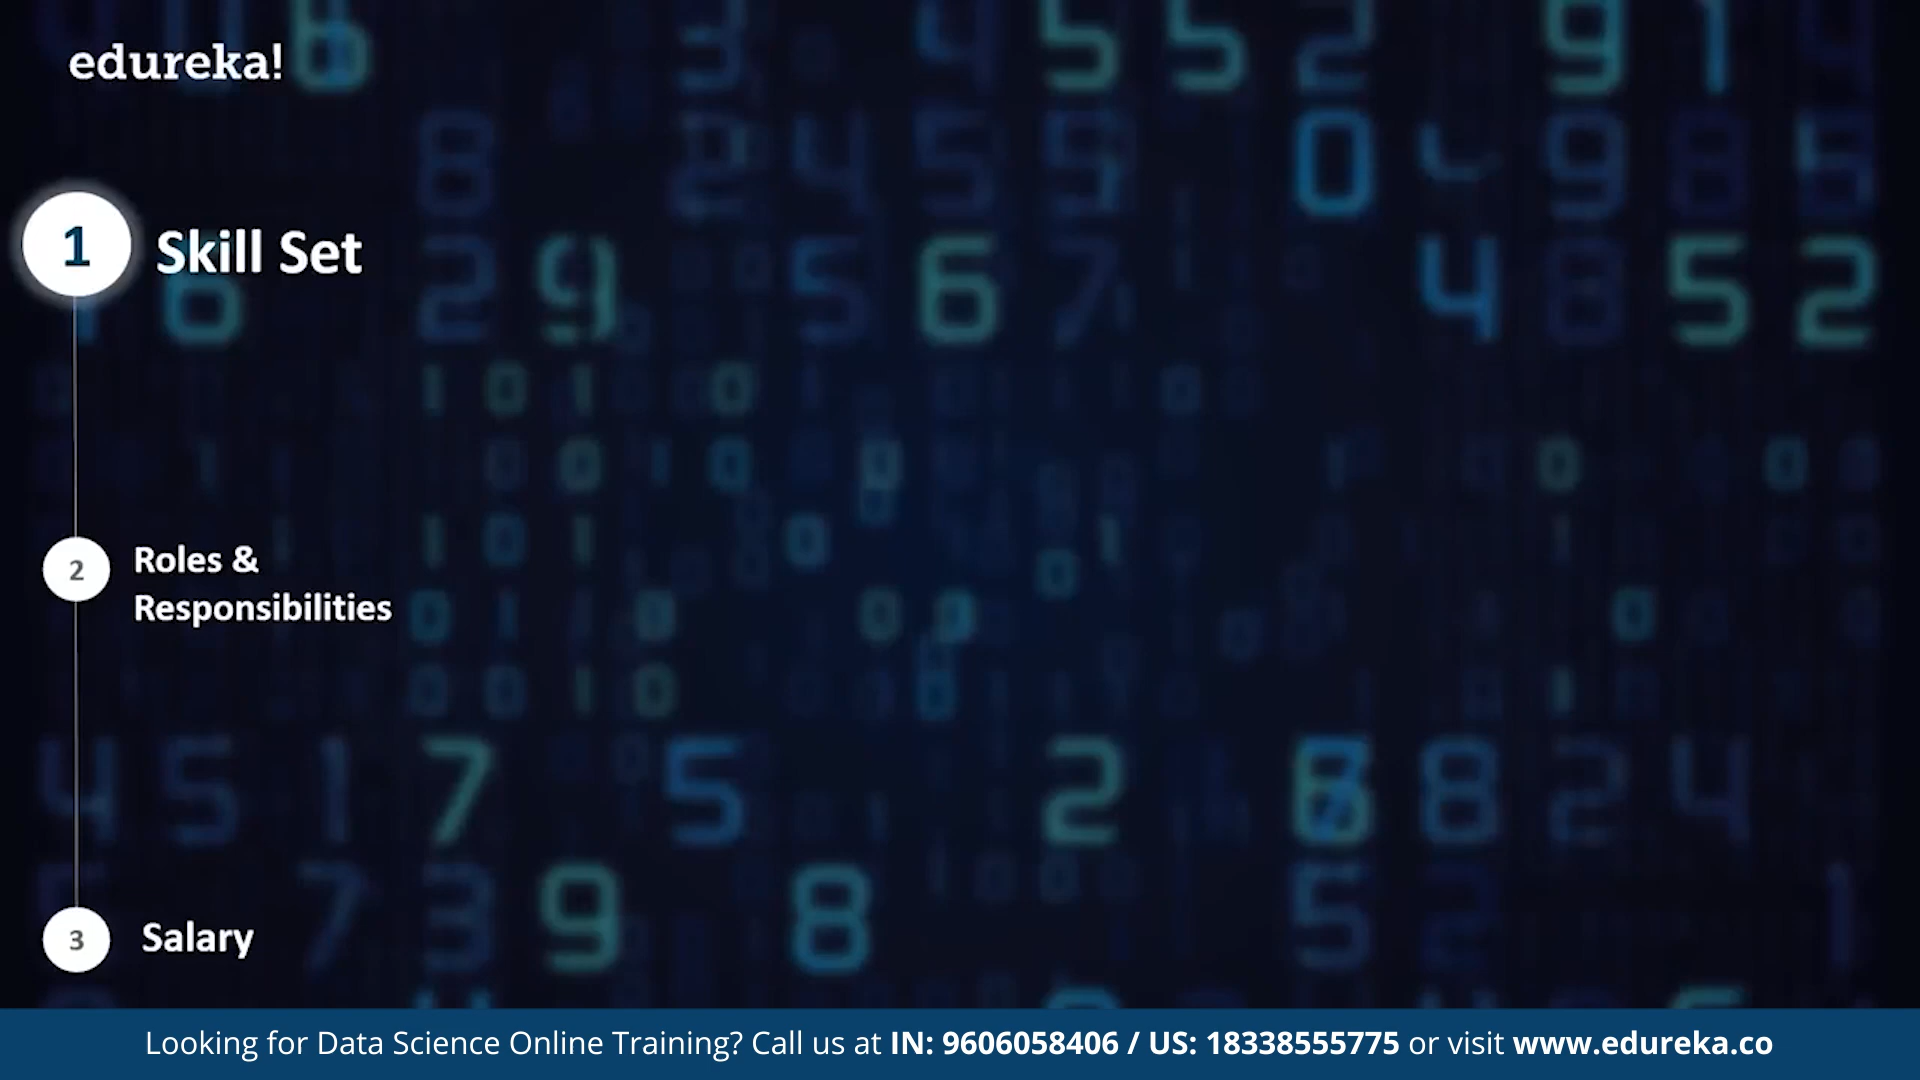 edureka!
1 Skill Set
2 Roles &
Responsibilities
3 Salary
Looking for Data Science Online Training? Call us at IN: 9606058406 / US: 18338555775 or visit www.edureka.co